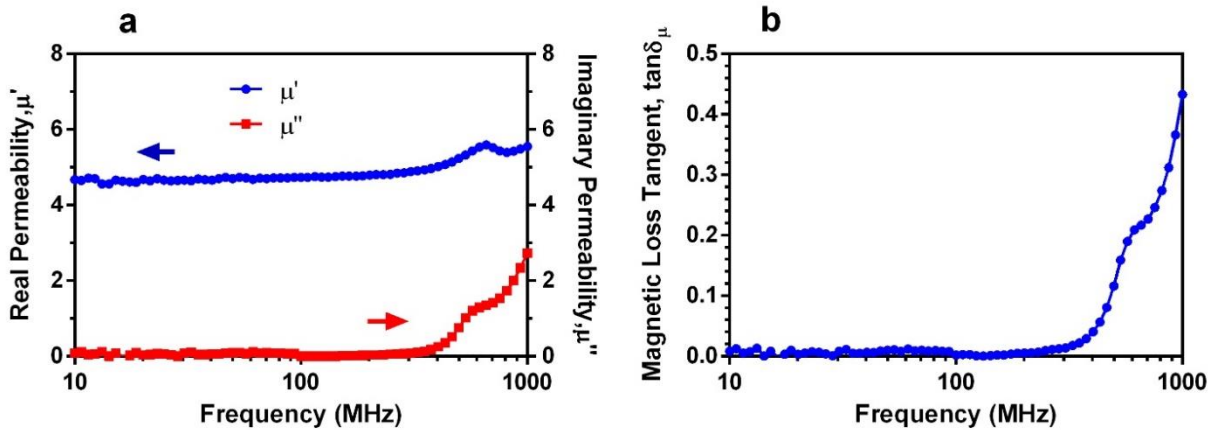 a
Real Permeability,μ'
8
6
4
2
0
μ'
μ''
8
6
4
2
0
Imaginary Permeability,μ''
10
100
1000
Frequency (MHz)
b
Magnetic Loss Tangent, tanδμ
0.5
0.4
0.3
0.2
0.1
0.0
10
100
1000
Frequency (MHz)